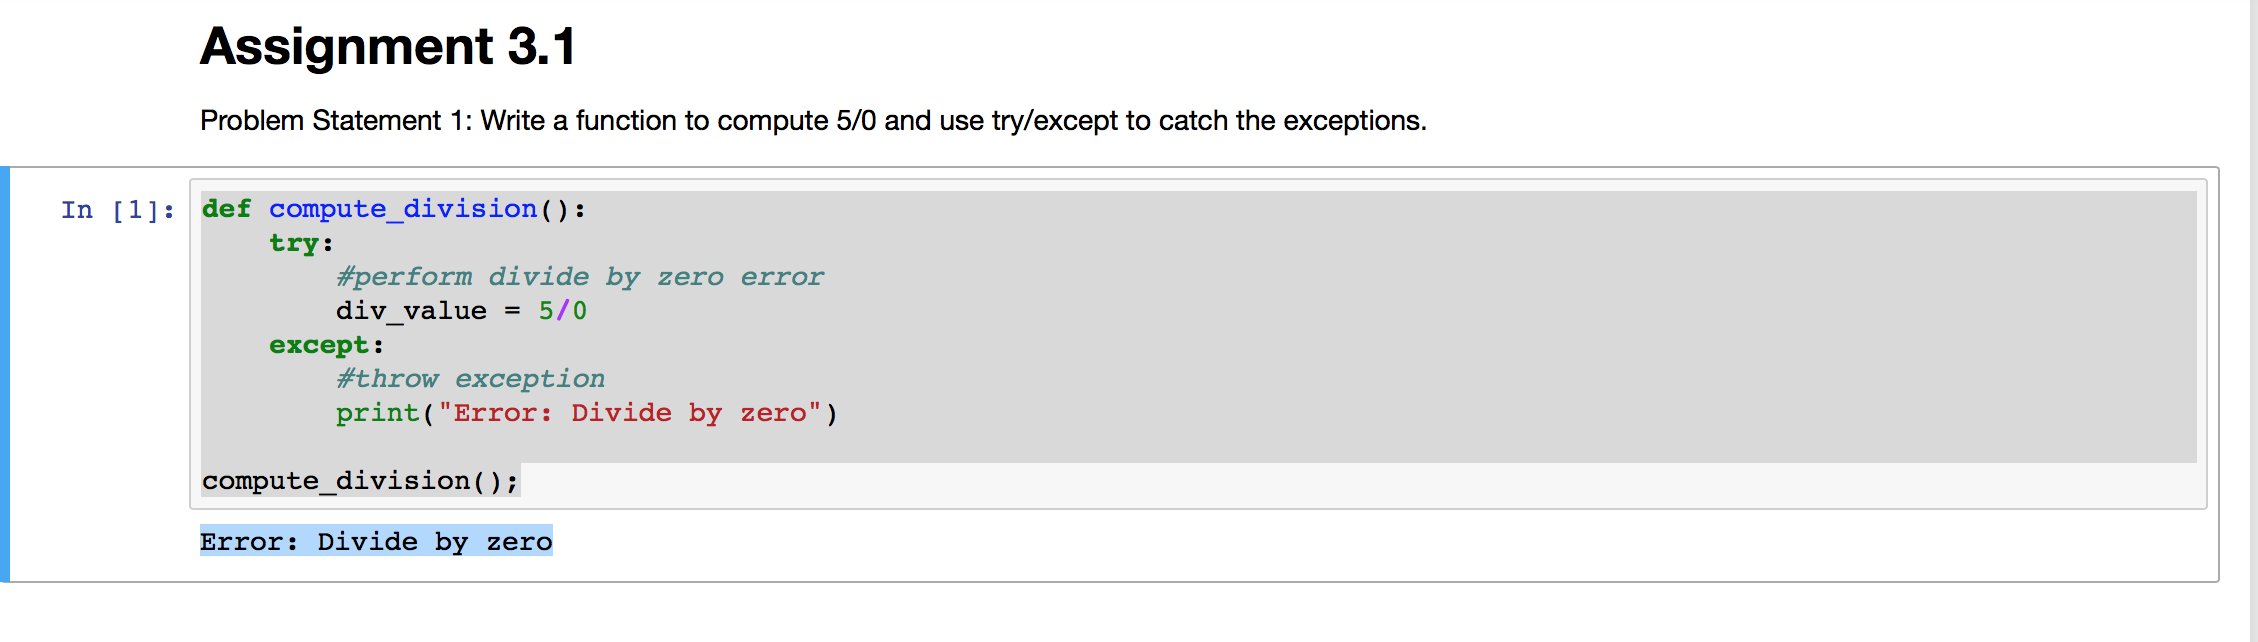 Assignment 3.1
Problem Statement 1: Write a function to compute 5/0 and use try/except to catch the exceptions.
In [1]: def compute_division():
    try:
        #perform divide by zero error
        div_value = 5/0
    except:
        #throw exception
        print("Error: Divide by zero")
compute_division();
Error: Divide by zero